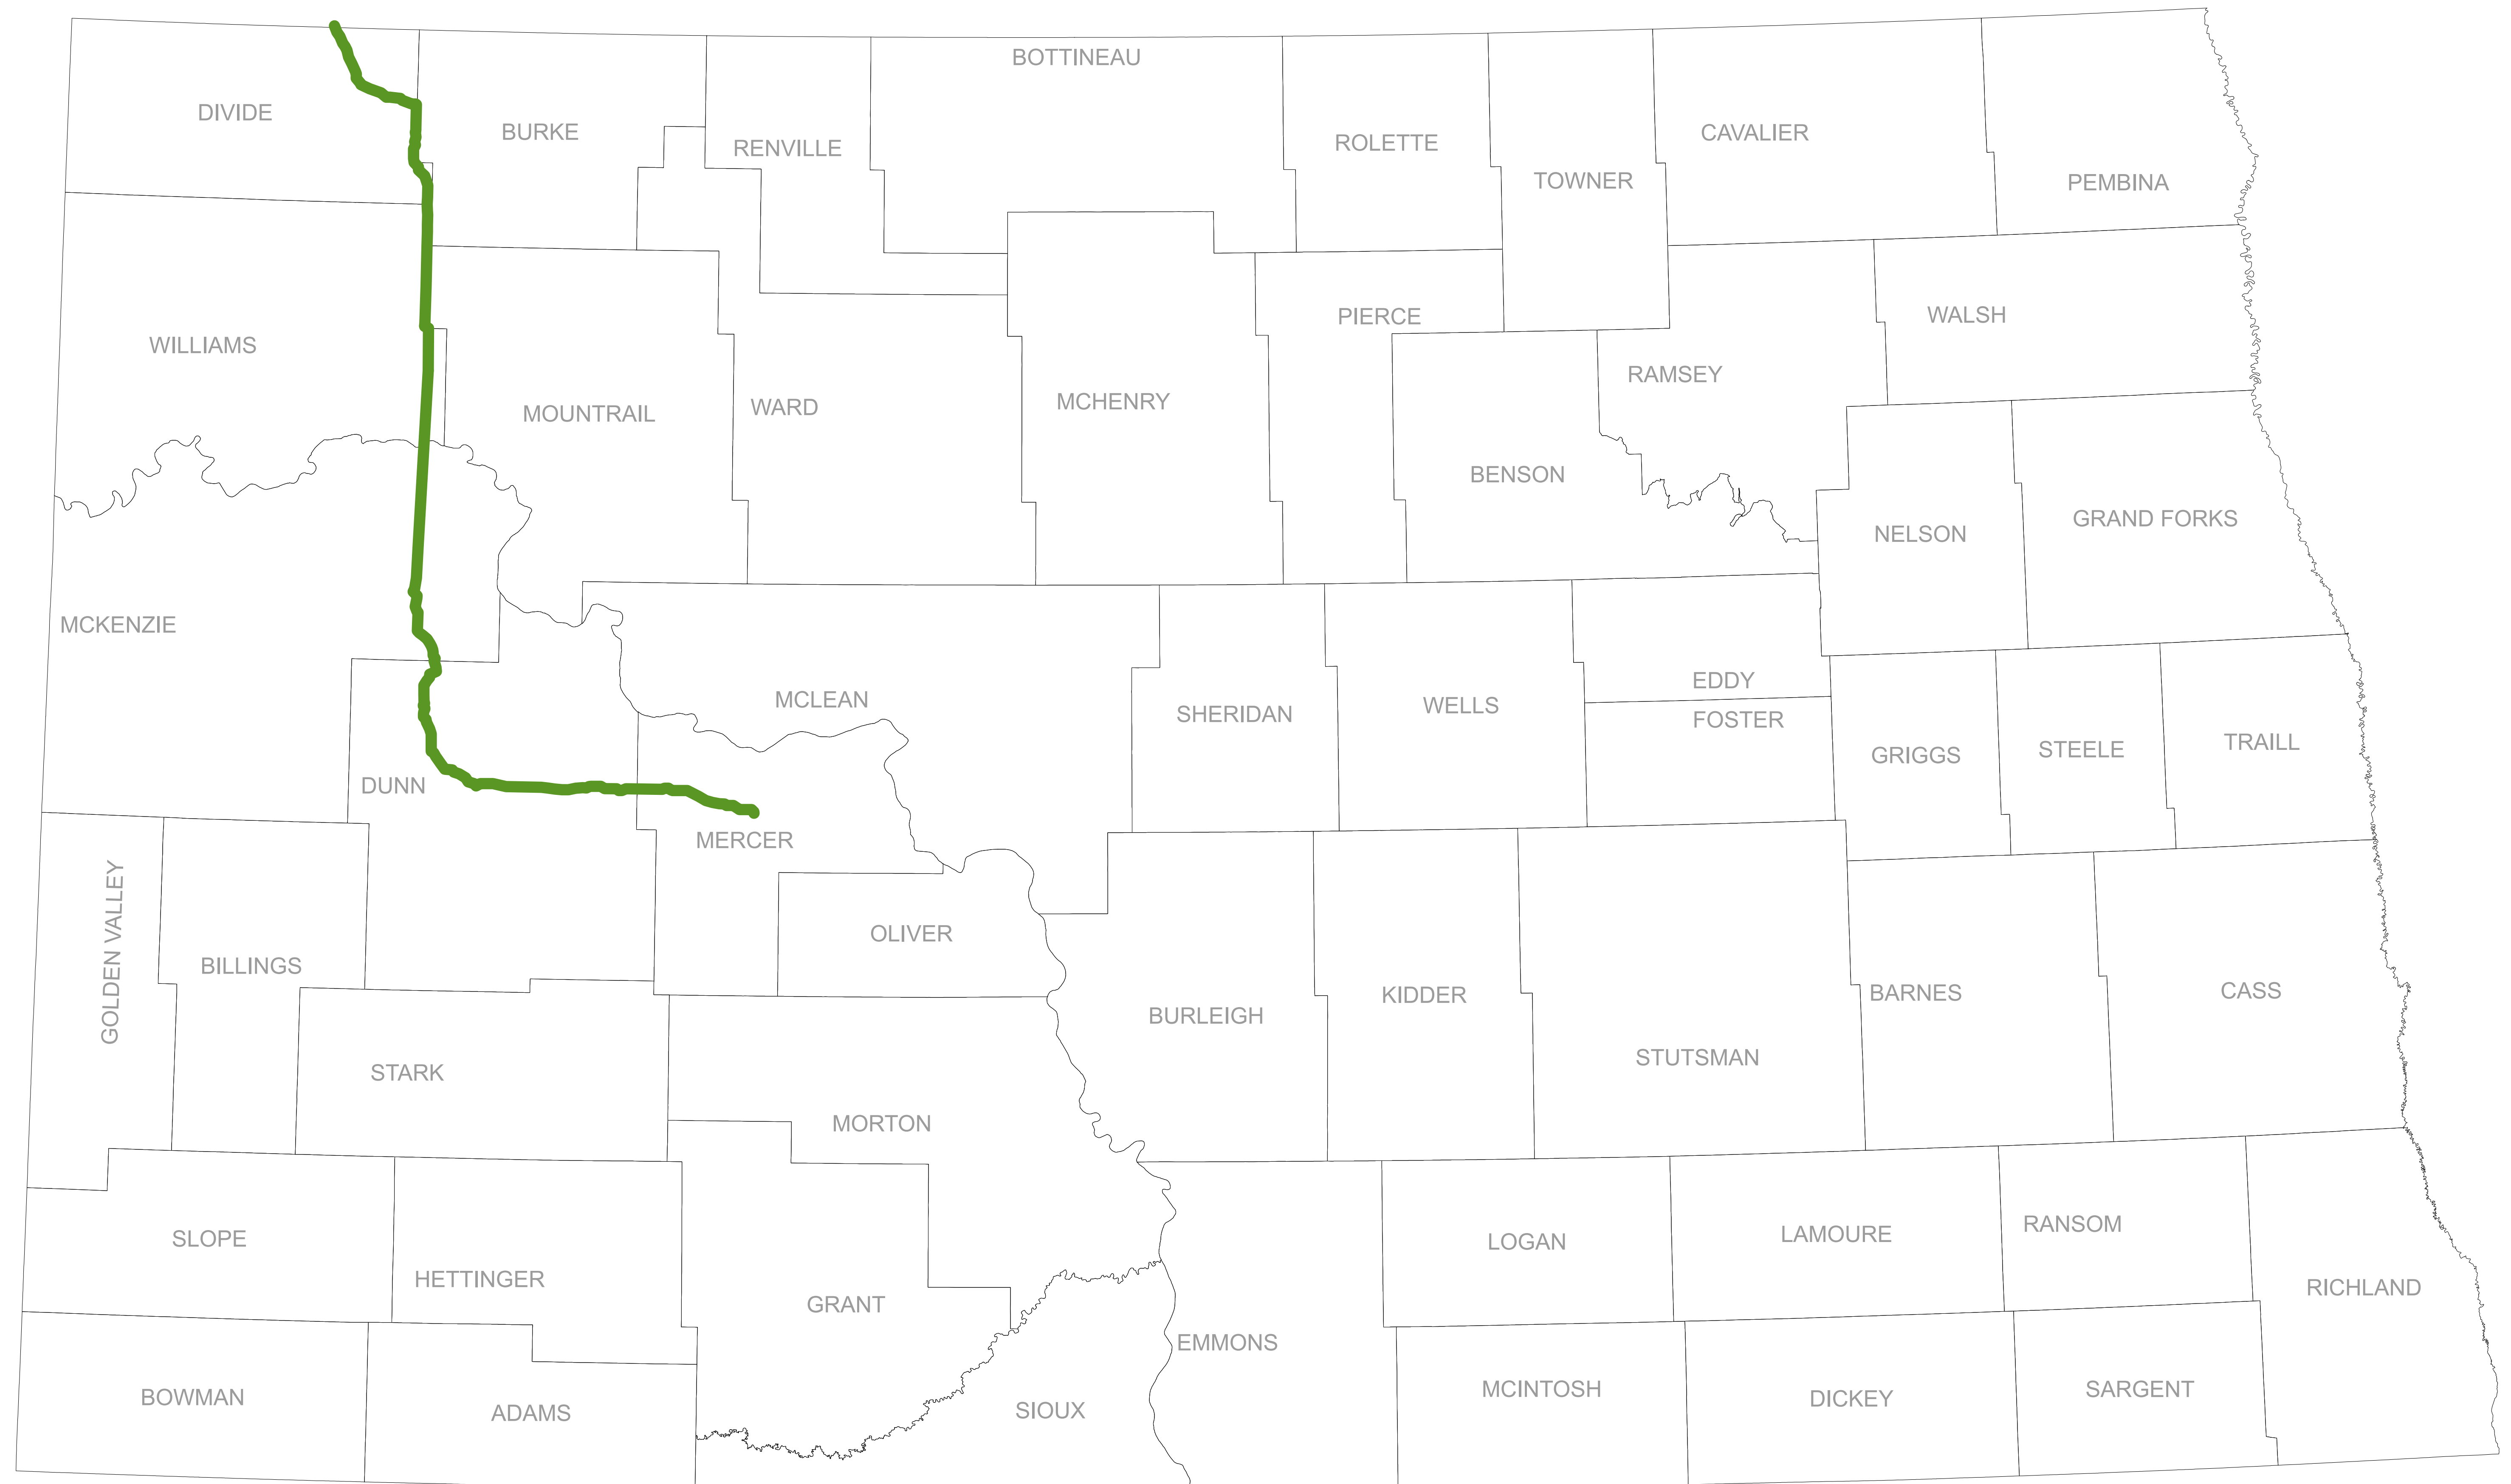 BOTTINEAU
DIVIDE
BURKE
RENVILLE
ROLETTE
CAVALIER
TOWNER
PEMBINA
WILLIAMS
PIERCE
WALSH
MOUNTRAIL
WARD
MCHENRY
RAMSEY
BENSON
NELSON
GRAND FORKS
MCKENZIE
MCLEAN
SHERIDAN
WELLS
EDDY
FOSTER
GRIGGS
STEELE
TRAILL
DUNN
MERCER
GOLDEN VALLEY
BILLINGS
OLIVER
BURLEIGH
KIDDER
STUTSMAN
BARNES
CASS
STARK
MORTON
SLOPE
HETTINGER
GRANT
LOGAN
LAMOURE
RANSOM
RICHLAND
EMMONS
BOWMAN
ADAMS
SIOUX
MCINTOSH
DICKEY
SARGENT